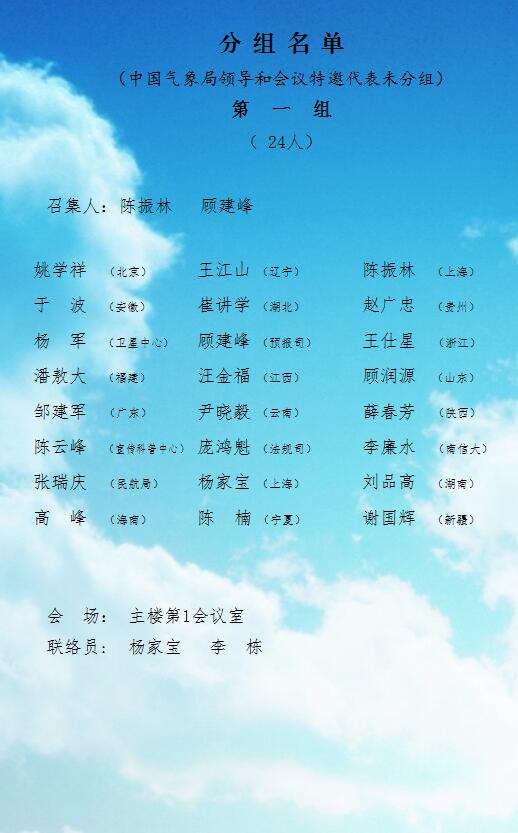 分 组 名 单
（中国气象局领导和会议特邀代表未分组）
第 一 组
（ 24人）
召集人：陈振林 顾建峰
姚学祥 （北京） 王江山 （辽宁） 陈振林 （上海）
于 波 （安徽） 崔讲学 （湖北） 赵广忠 （贵州）
杨 军 （卫星中心） 顾建峰 （预报司） 王仕星 （浙江）
潘敖大 （福建） 汪金福 （江西） 顾润源 （山东）
邹建军 （广东） 尹晓毅 （云南） 薛春芳 （陕西）
陈云峰 （宣传科普中心） 庞鸿魁 （法规司） 李廉水 （南信大）
张瑞庆 （民航局） 杨家宝 （上海） 刘品高 （湖南）
高 峰 （海南） 陈 楠 （宁夏） 谢国辉 （新疆）
会 场： 主楼第1会议室
联络员： 杨家宝 李 栋